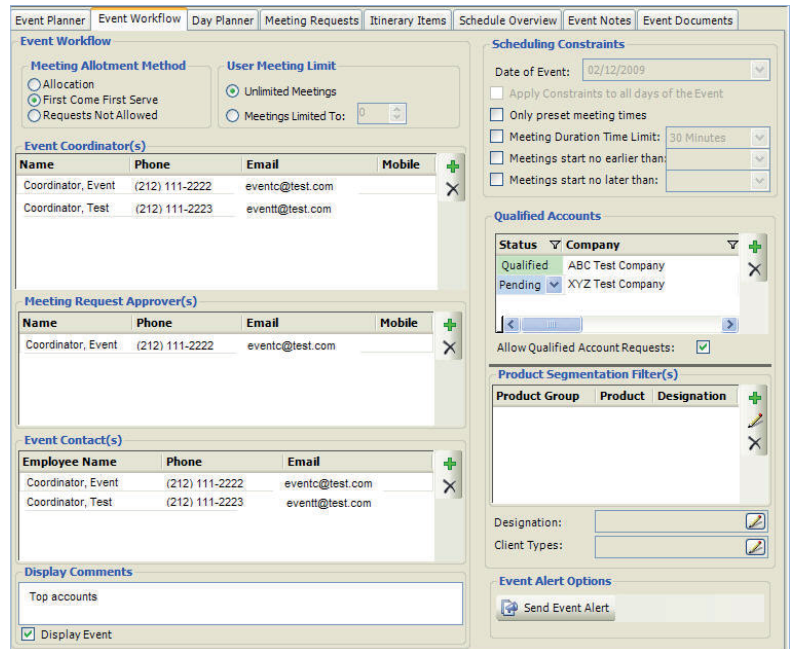 Event Planner Event Workflow Day Planner Meeting Requests Itinerary Items Schedule Overview Event Notes Event Documents
Event Workflow
Meeting Allotment Method
Allocation
First Come First Serve
Requests Not Allowed
User Meeting Limit
Unlimited Meetings
Meetings Limited To: 0
Event Coordinator(s)
Name Phone Email Mobile
Coordinator, Event (212) 111-2222 eventc@test.com
Coordinator, Test (212) 111-2223 eventt@test.com
Meeting Request Approver(s)
Name Phone Email Mobile
Coordinator, Event (212) 111-2222 eventc@test.com
Event Contact(s)
Employee Name Phone Email
Coordinator, Event (212) 111-2222 eventc@test.com
Coordinator, Test (212) 111-2223 eventt@test.com
Display Comments
Top accounts
Display Event
Scheduling Constraints
Date of Event: 02/12/2009
Apply Constraints to all days of the Event
Only preset meeting times
Meeting Duration Time Limit: 30 Minutes
Meetings start no earlier than:
Meetings start no later than:
Qualified Accounts
Status Company
Qualified ABC Test Company
Pending XYZ Test Company
Allow Qualified Account Requests:
Product Segmentation Filter(s)
Product Group Product Designation
Designation:
Client Types:
Event Alert Options
Send Event Alert